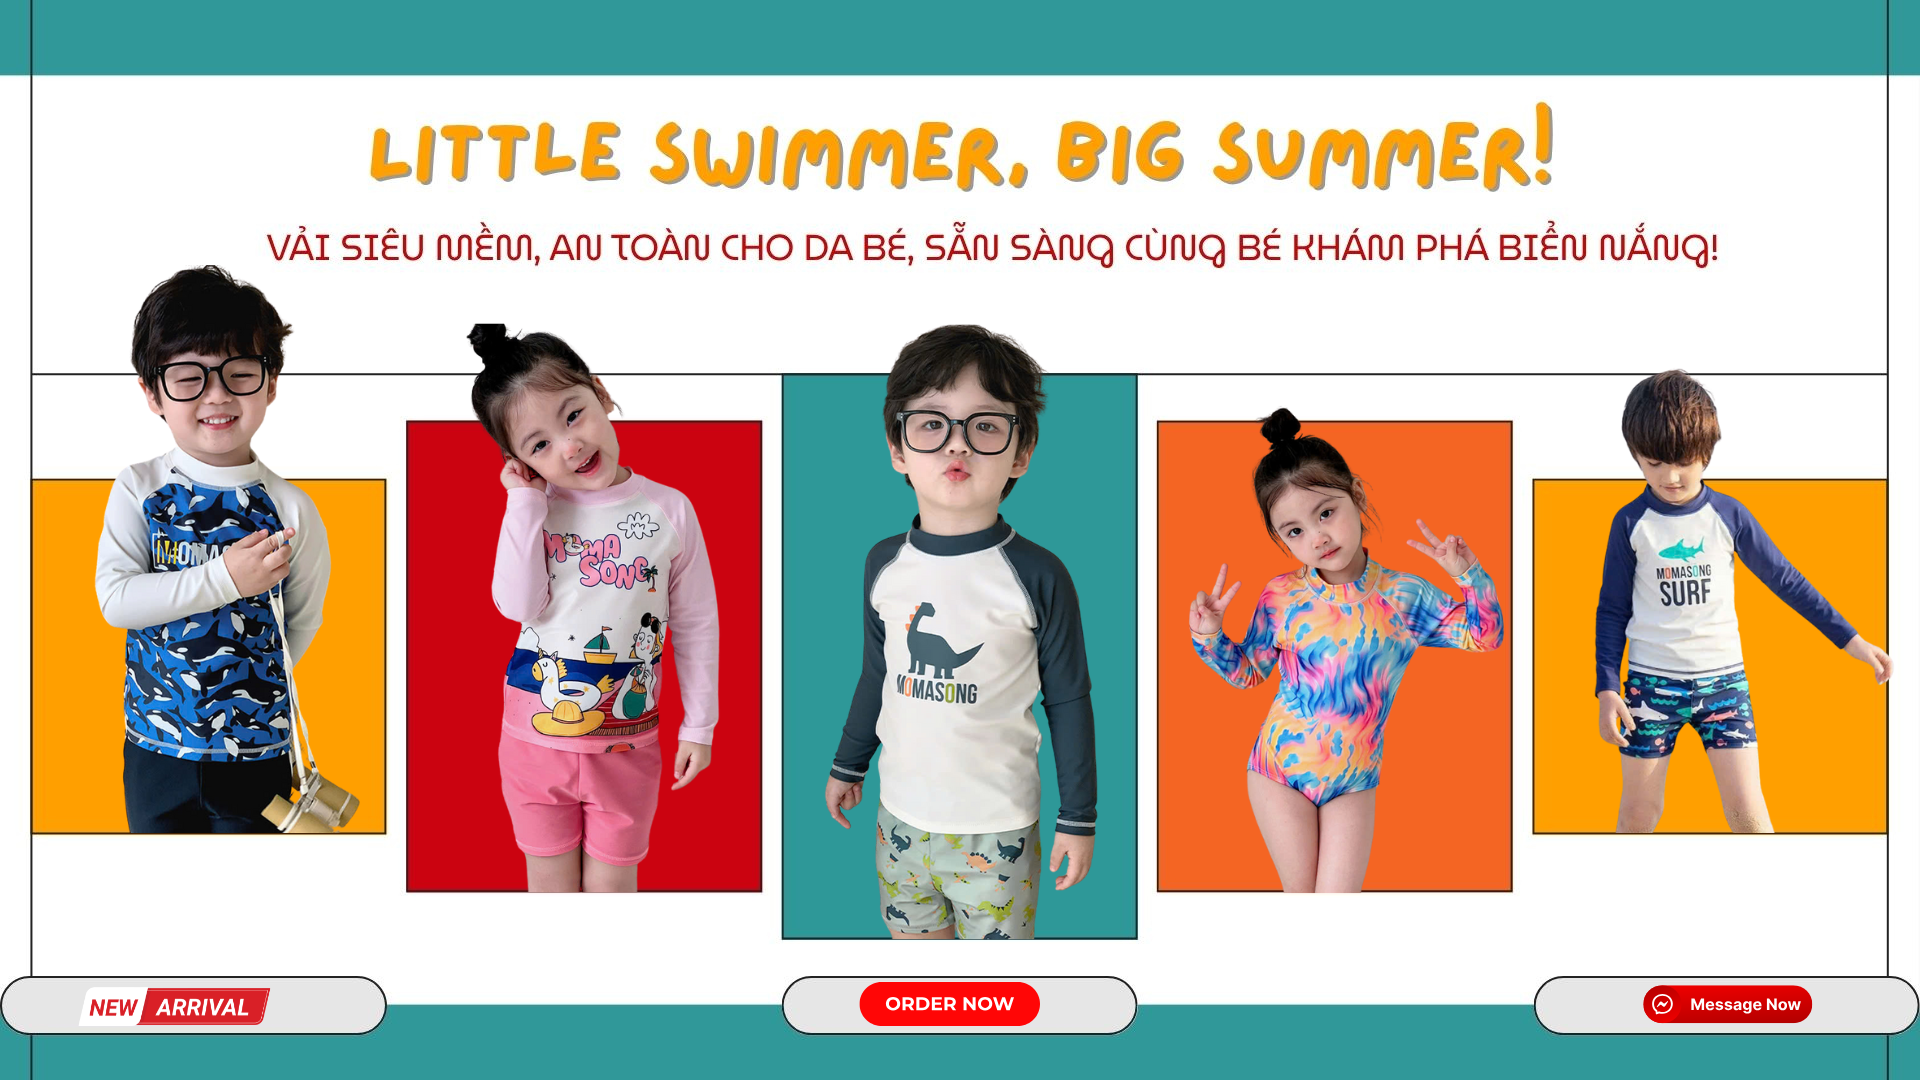 LITTLE SWIMMER, BIG SUMMER!
VẢI SIÊU MỀM, AN TOÀN CHO DA BÉ, SẴN SÀNG CÙNG BÉ KHÁM PHÁ BIỂN NẮNG!
MOMA
SONG
MOMASONG
MOMASONG
SURF
NEW ARRIVAL
ORDER NOW
Message Now